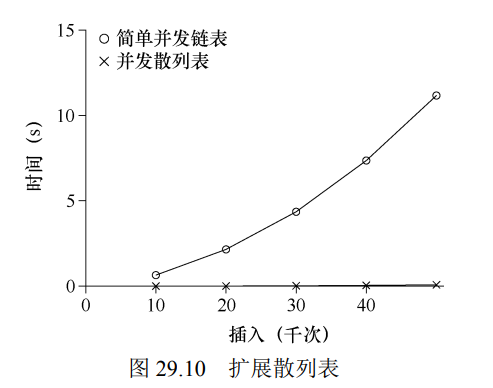 15
○ 简单并发链表
× 并发散列表
10
时间（s）
5
0
0 10 20 30 40
插入（千次）
图 29.10 扩展散列表